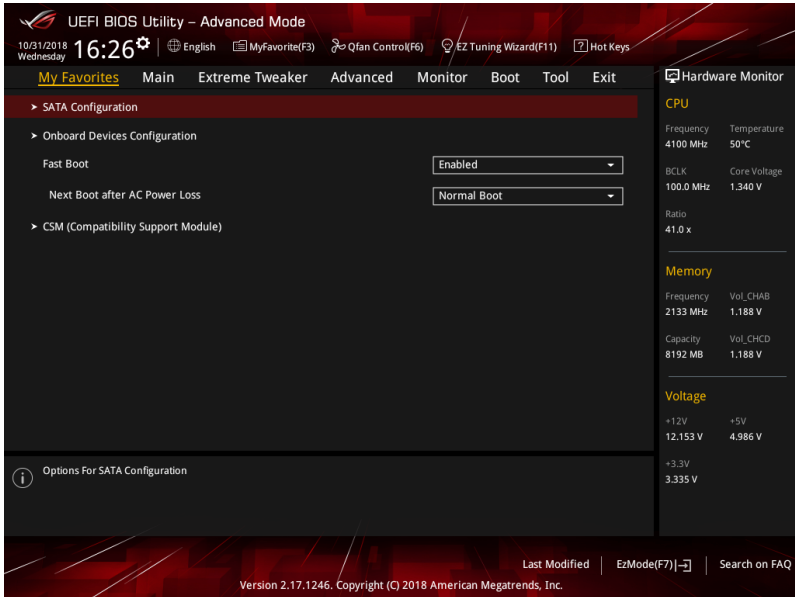 UEFI BIOS Utility – Advanced Mode
10/31/2018
Wednesday
16:26
English
MyFavorite(F3)
Qfan Control(F6)
EZ Tuning Wizard(F11)
? Hot Keys
My Favorites
Main
Extreme Tweaker
Advanced
Monitor
Boot
Tool
Exit
SATA Configuration
Onboard Devices Configuration
Fast Boot
Enabled
Next Boot after AC Power Loss
Normal Boot
CSM (Compatibility Support Module)
i
Options For SATA Configuration
Hardware Monitor
CPU
Frequency Temperature
4100 MHz 50°C
BCLK Core Voltage
100.0 MHz 1.340 V
Ratio
41.0 x
Memory
Frequency Vol_CHAB
2133 MHz 1.188 V
Capacity Vol_CHCD
8192 MB 1.188 V
Voltage
+12V +5V
12.153 V 4.986 V
+3.3V
3.335 V
Last Modified
EzMode(F7)
Search on FAQ
Version 2.17.1246. Copyright (C) 2018 American Megatrends, Inc.